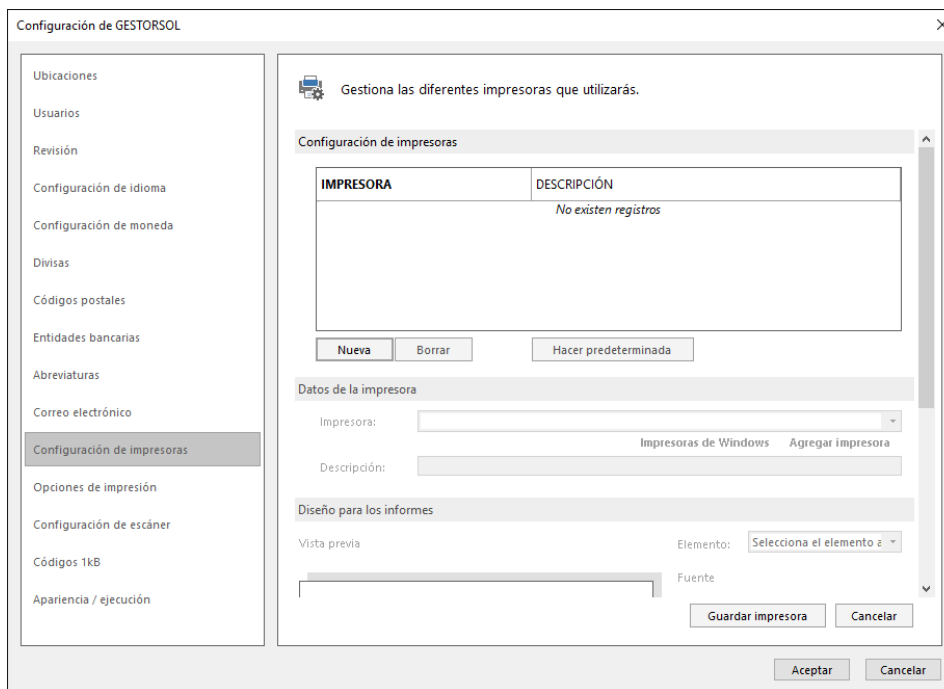 Configuración de GESTORSOL
Ubicaciones
Usuarios
Revisión
Configuración de idioma
Configuración de moneda
Divisas
Códigos postales
Entidades bancarias
Abreviaturas
Correo electrónico
Configuración de impresoras
Opciones de impresión
Configuración de escáner
Códigos 1kB
Apariencia / ejecución
Gestiona las diferentes impresoras que utilizarás.
Configuración de impresoras
IMPRESORA DESCRIPCIÓN
No existen registros
Nueva Borrar Hacer predeterminada
Datos de la impresora
Impresora:
Impresoras de Windows Agregar impresora
Descripción:
Diseño para los informes
Vista previa Elemento: Selecciona el elemento a
Fuente
Guardar impresora Cancelar
Aceptar Cancelar